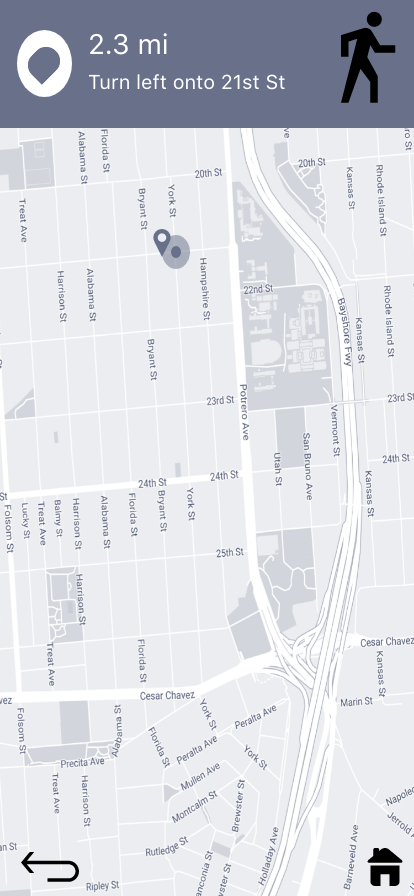 2.3 mi
Turn left onto 21st St
Alabama St
Florida St
20th St
20th St
Treat Ave
Bryant St
York St
Kansas St
Rhode Island St
Harrison St
Alabama St
Hampshire St
22nd St
Bayshore Fwy
Kansas St
Rhode Island St
Bryant St
23rd St
Potrero Ave
Vermont St
23rd St
Utah St
San Bruno Ave
24th St
24th St
24th St
Kansas St
Folsom St
Lucky St
Treat Ave
Balmy St
Harrison St
Alabama St
Florida St
Bryant St
York St
25th St
Harrison St
Treat Ave
Florida St
Cesar Chavez
Kansas St
Cesar Chavez
Marin St
Folsom St
Alabama St
York St
Peralta Ave
Florida St
Peralta Ave
York St
Precita Ave
Treat Ave
Harrison St
Mullen Ave
Montcalm St
Brewster St
Rutledge St
Holladay Ave
Barneveld Ave
Ripley St